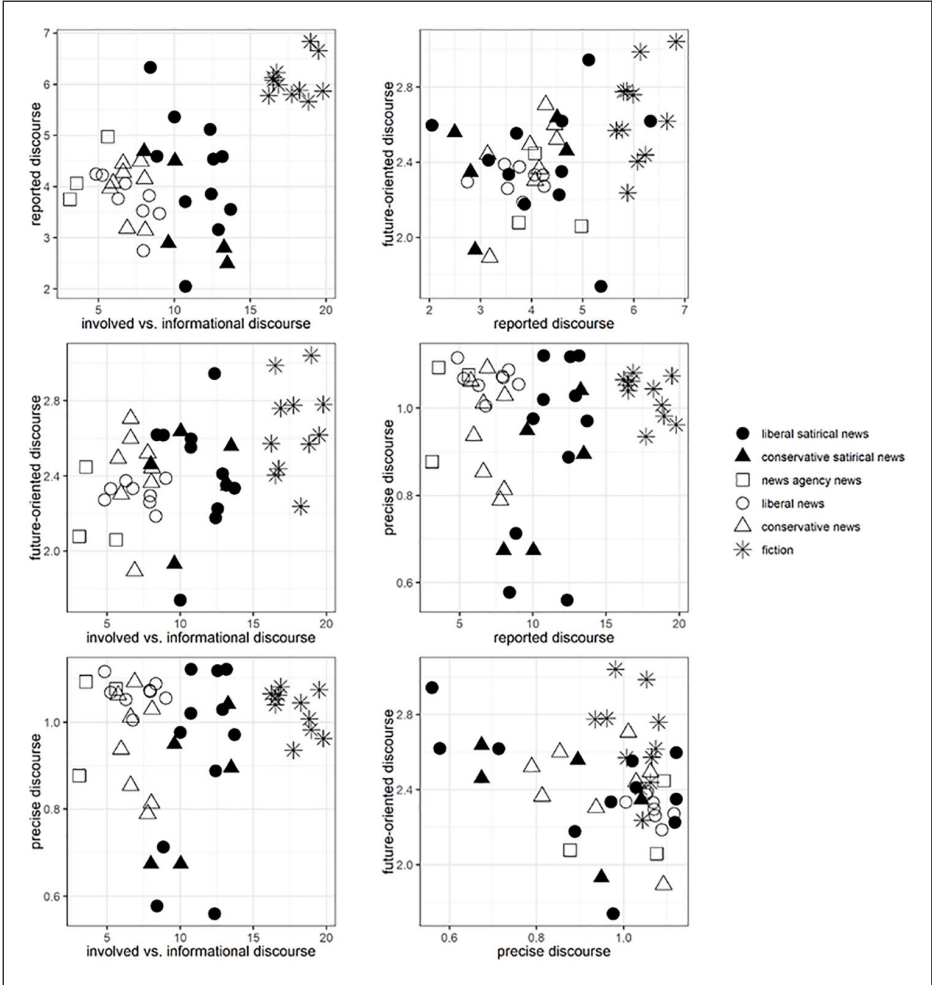 7
6
5
4
3
2
reported discourse
5
10
15
20
involved vs. informational discourse
2.8
2.4
2.0
future-oriented discourse
2
3
4
5
6
7
reported discourse
2.8
2.4
2.0
future-oriented discourse
5
10
15
20
involved vs. informational discourse
1.0
0.8
0.6
precise discourse
5
10
15
20
reported discourse
liberal satirical news
conservative satirical news
news agency news
liberal news
conservative news
fiction
1.0
0.8
0.6
precise discourse
5
10
15
20
involved vs. informational discourse
2.8
2.4
2.0
future-oriented discourse
0.6
0.8
1.0
precise discourse